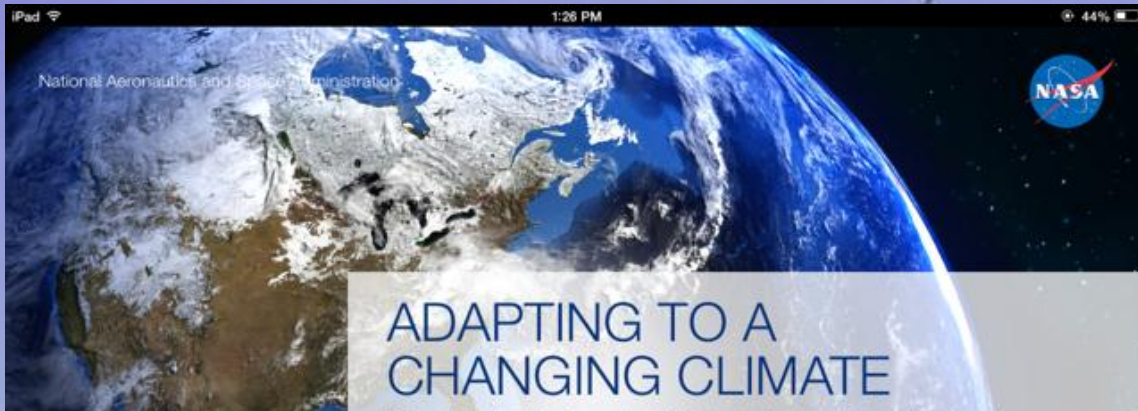 iPad 1:26 PM 44%
National Aeronautics and Space Administration
NASA
ADAPTING TO A
CHANGING CLIMATE